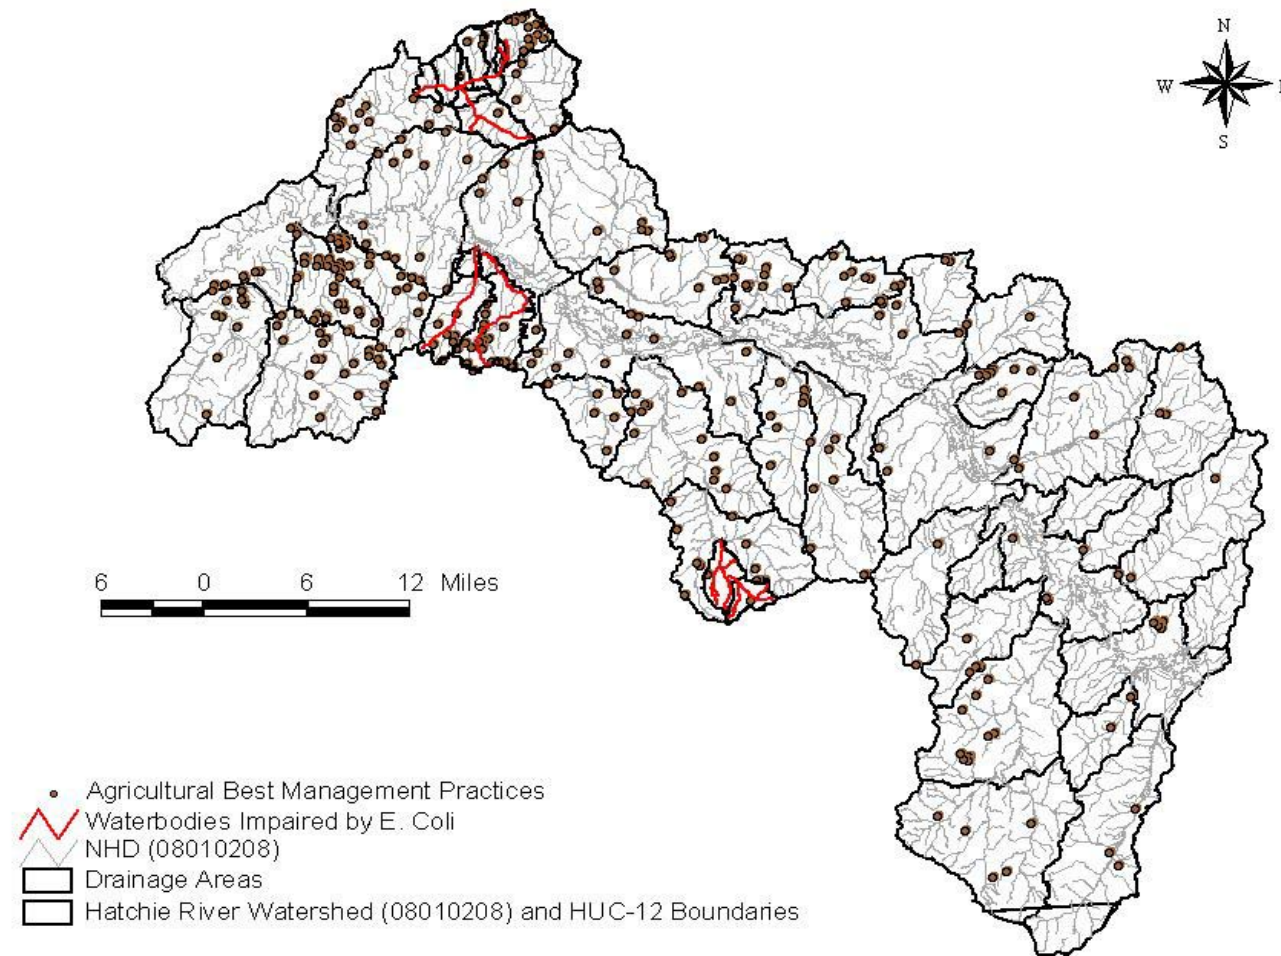 N
W
S
6 0 6 12 Miles
Agricultural Best Management Practices
Waterbodies Impaired by E. Coli
NHD (08010208)
Drainage Areas
Hatchie River Watershed (08010208) and HUC-12 Boundaries